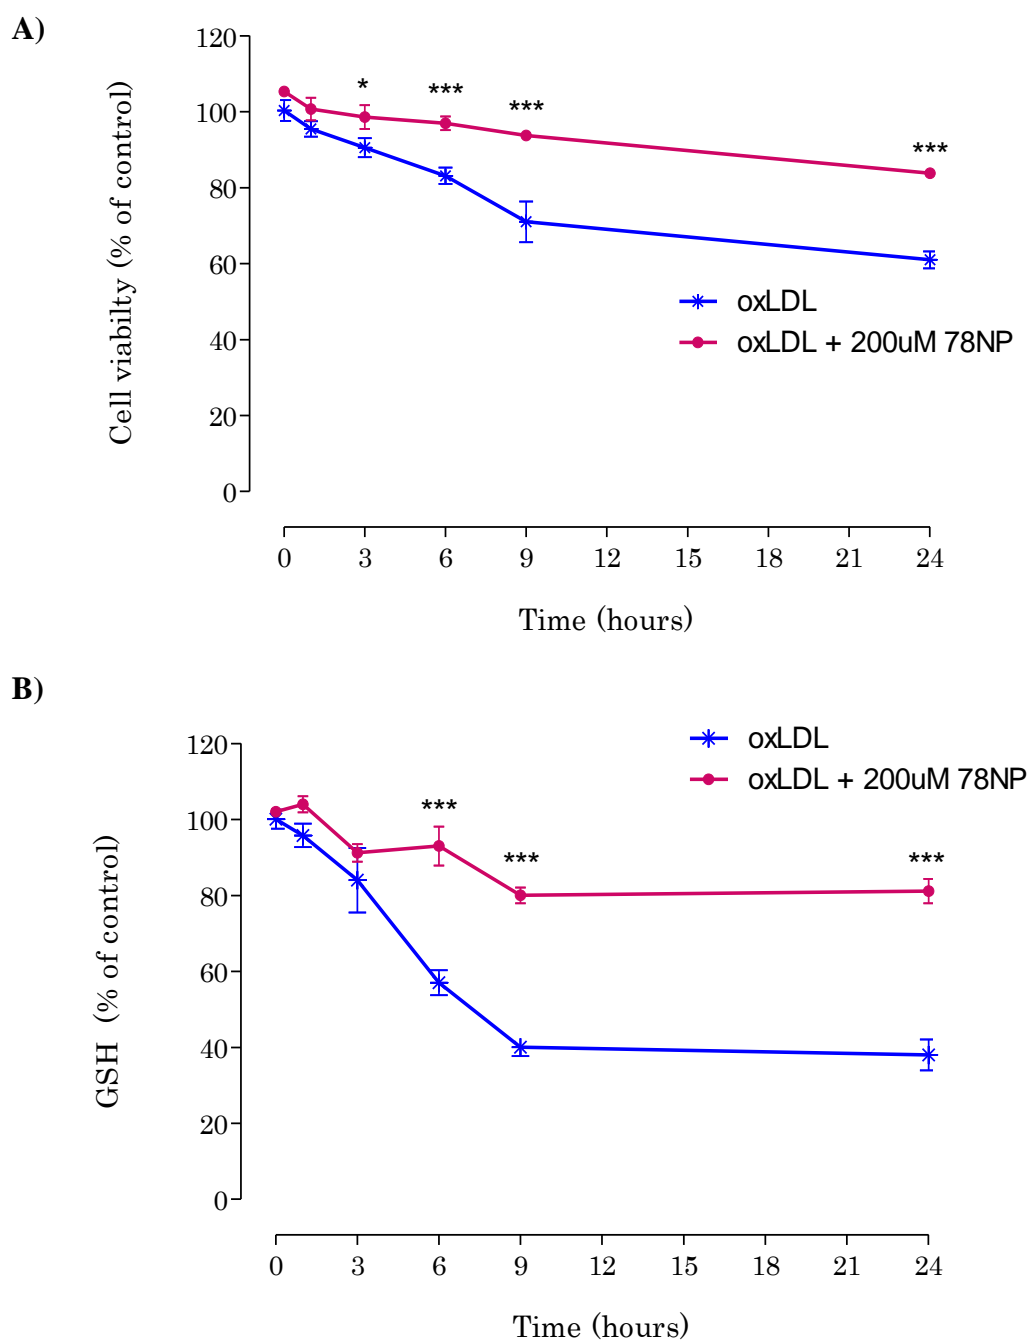 A)
120
100
80
60
40
20
0
Cell viabilty (% of control)
*
***
***
***
oxLDL
oxLDL + 200uM 78NP
0 3 6 9 12 15 18 21 24
Time (hours)
B)
120
100
80
60
40
20
0
GSH (% of control)
oxLDL
oxLDL + 200uM 78NP
***
***
***
0 3 6 9 12 15 18 21 24
Time (hours)